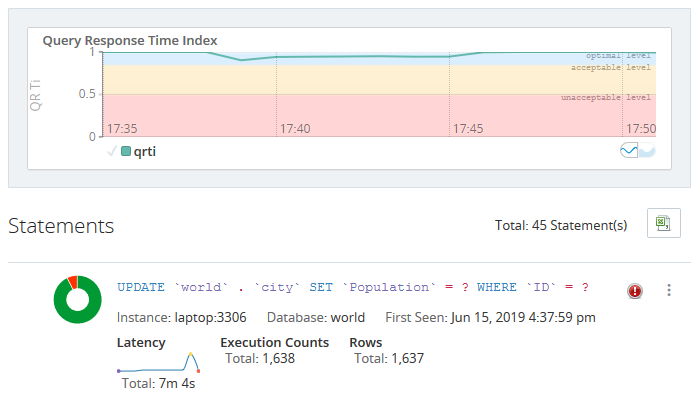 Query Response Time Index
1
optimal level
acceptable level
QRTi
0.5
unacceptable level
0
17:35
17:40
17:45
17:50
qrti
Statements
Total: 45 Statement(s)
UPDATE `world` . `city` SET `Population` = ? WHERE `ID` = ?
Instance: laptop:3306 Database: world First Seen: Jun 15, 2019 4:37:59 pm
Latency Execution Counts Rows
Total: 1,638 Total: 1,637
Total: 7m 4s